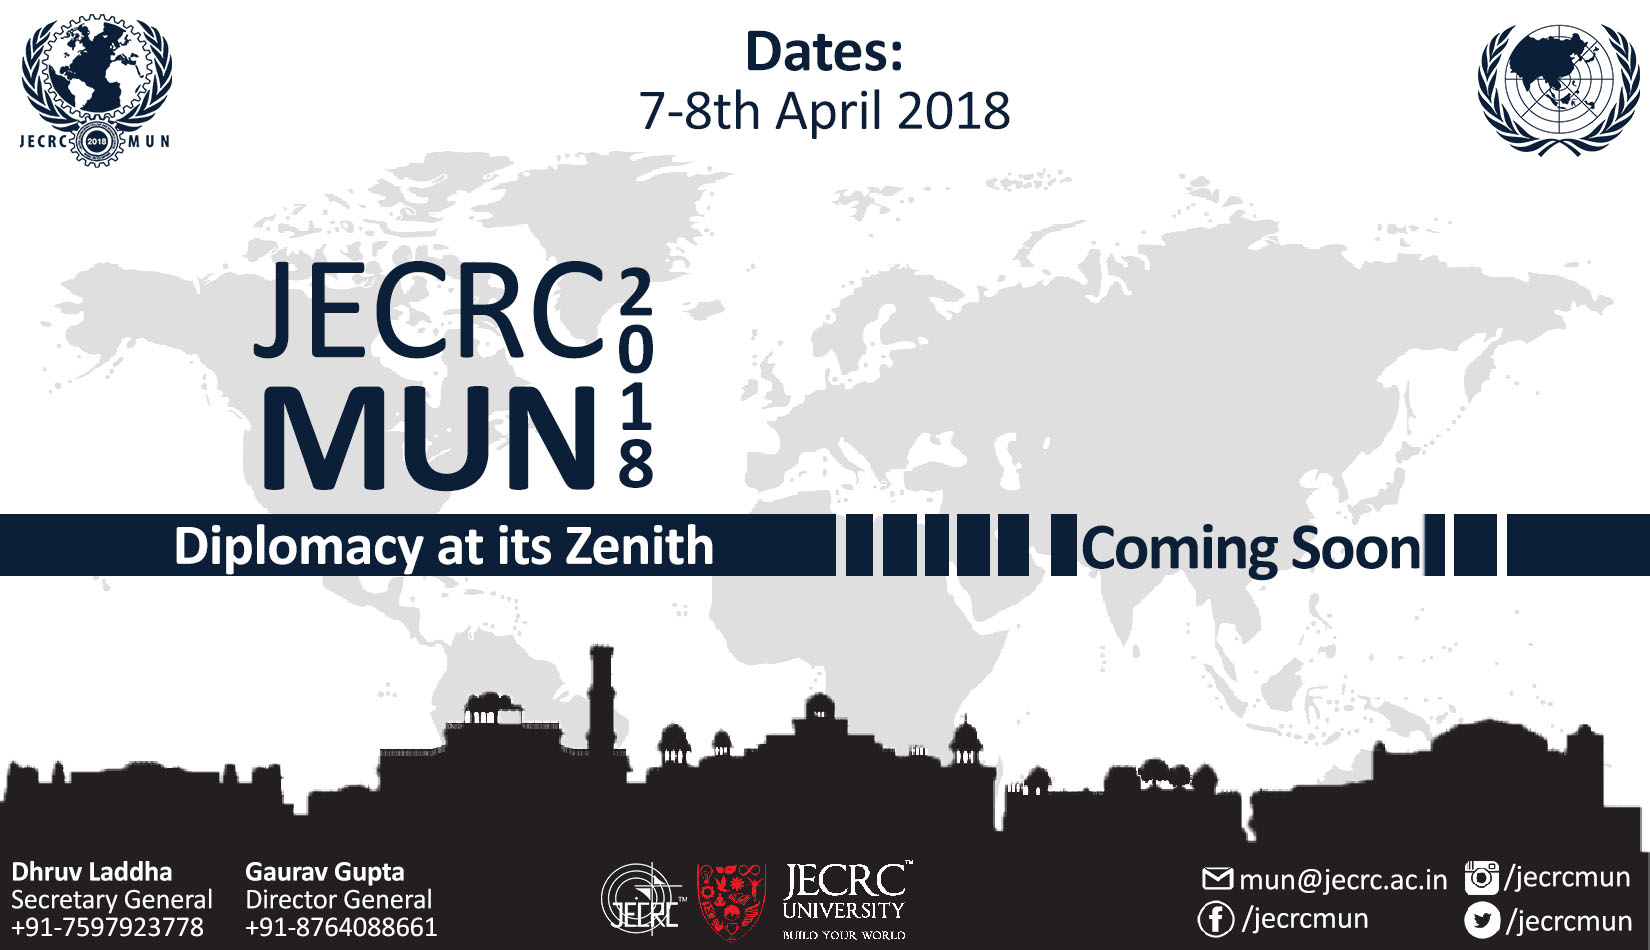 JECRC 2018 MUN
Dates:
7-8th April 2018
JECRC
MUN
2018
Diplomacy at its Zenith
Coming Soon
Dhruv Laddha
Secretary General
+91-7597923778
Gaurav Gupta
Director General
+91-8764088661
JECRC™
JECRC™
UNIVERSITY
BUILD YOUR WORLD
mun@jecrc.ac.in
/jecrcmun
/jecrcmun
/jecrcmun